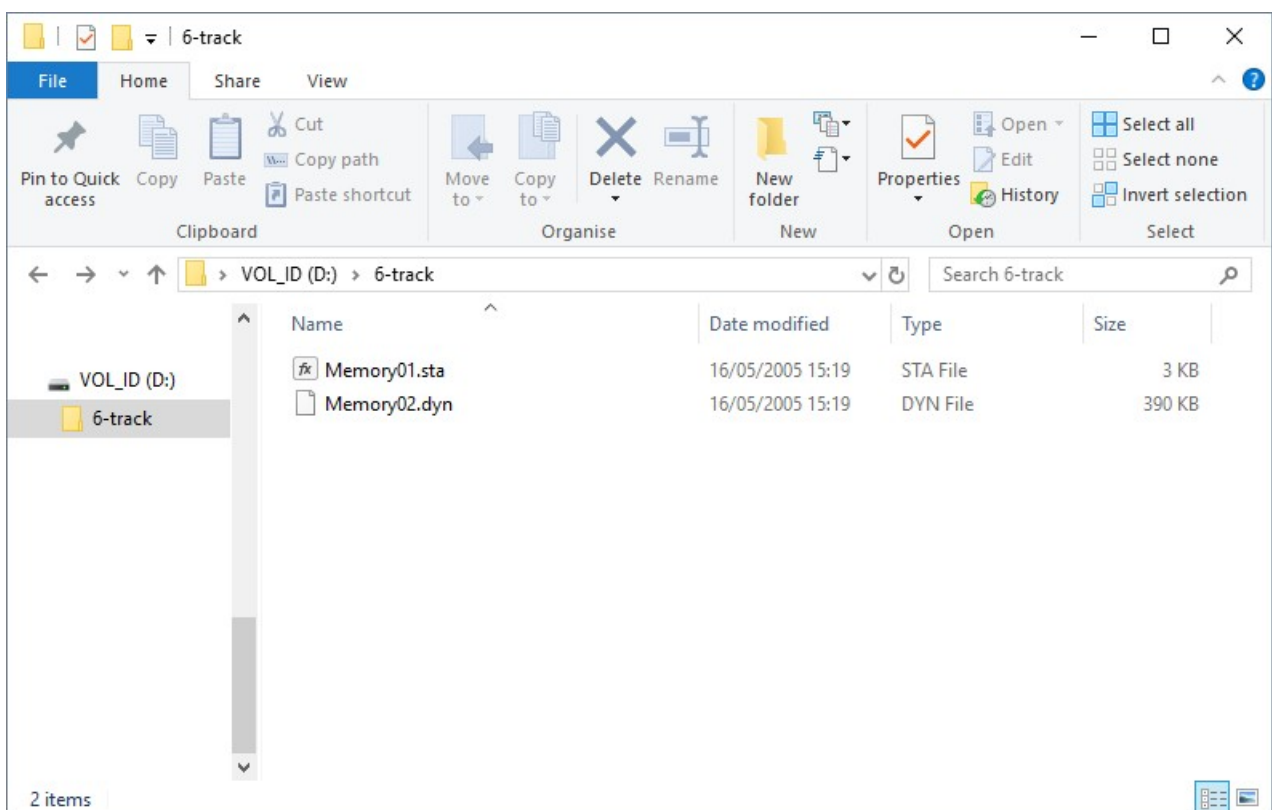 6-track
File Home Share View
Pin to Quick access
Copy
Paste
Cut
Copy path
Paste shortcut
Clipboard
Move to
Copy to
Delete
Rename
Organise
New folder
New
Properties
Open
Edit
History
Open
Select all
Select none
Invert selection
Select
VOL_ID (D:) > 6-track
Search 6-track
VOL_ID (D:)
6-track
Name Date modified Type Size
Memory01.sta 16/05/2005 15:19 STA File 3 KB
Memory02.dyn 16/05/2005 15:19 DYN File 390 KB
2 items